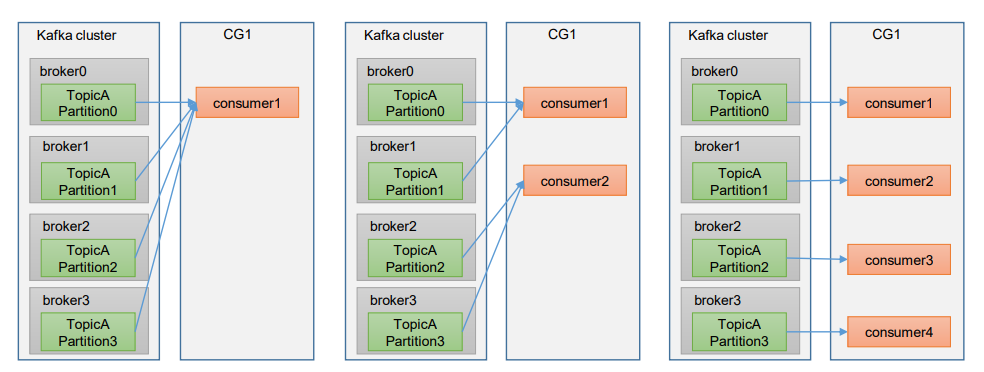 Kafka cluster
CG1
broker0
TopicA
Partition0
consumer1
broker1
TopicA
Partition1
broker2
TopicA
Partition2
broker3
TopicA
Partition3
Kafka cluster
CG1
broker0
TopicA
Partition0
consumer1
broker1
TopicA
Partition1
consumer2
broker2
TopicA
Partition2
broker3
TopicA
Partition3
Kafka cluster
CG1
broker0
TopicA
Partition0
consumer1
broker1
TopicA
Partition1
consumer2
broker2
TopicA
Partition2
consumer3
broker3
TopicA
Partition3
consumer4